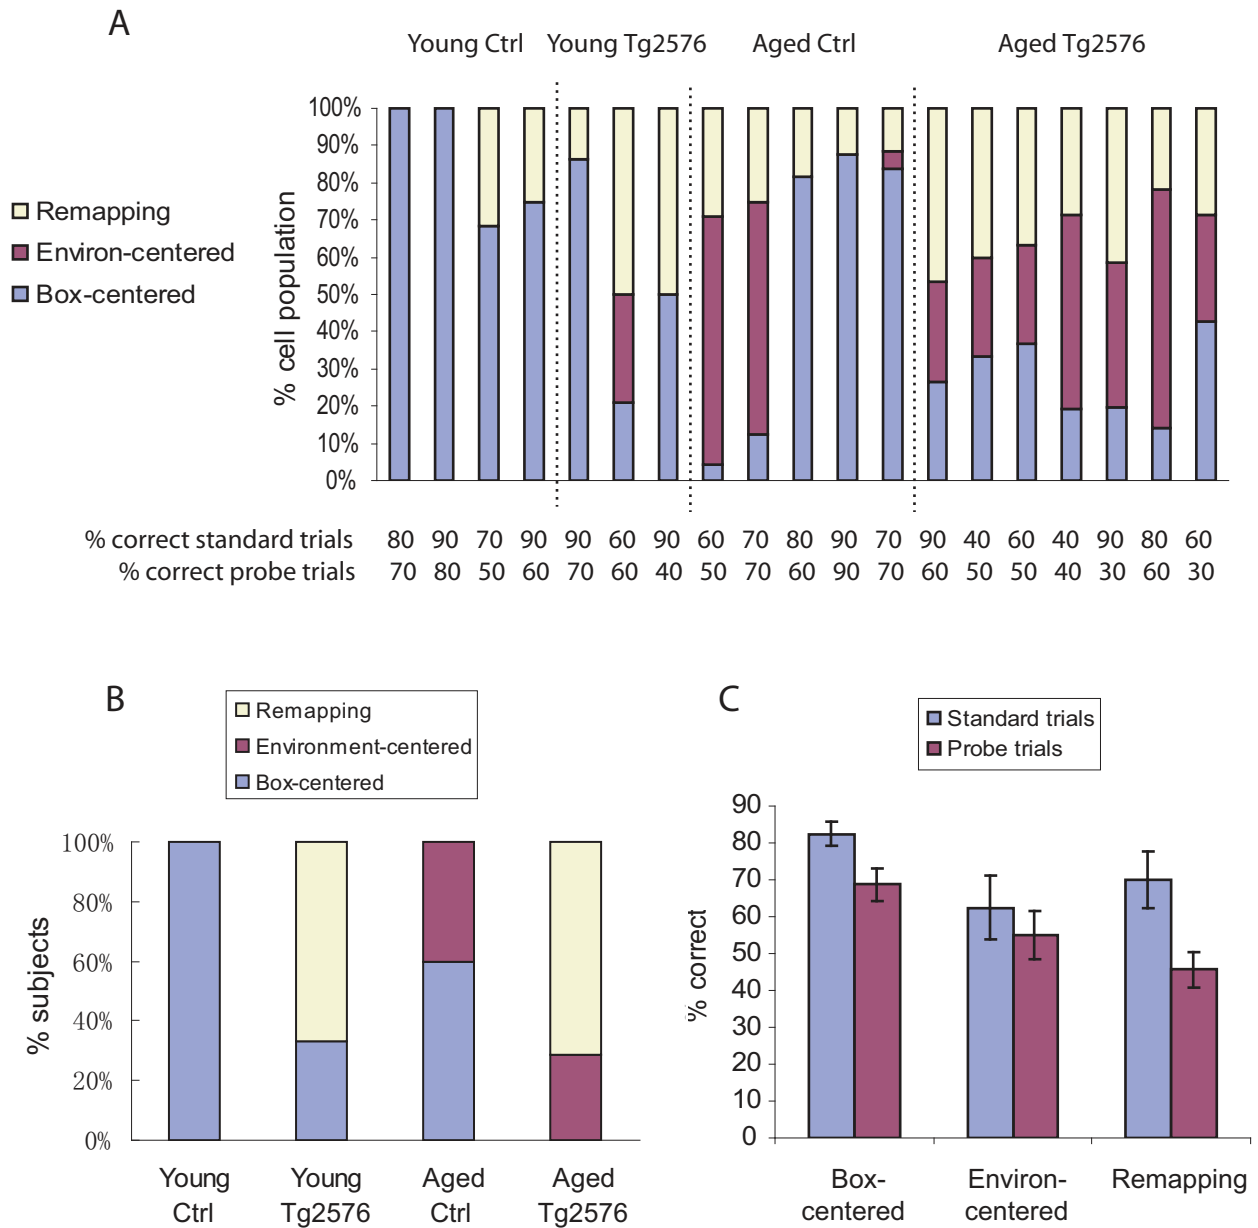 A
Young Ctrl Young Tg2576 Aged Ctrl Aged Tg2576
Remapping
Environ-centered
Box-centered
% cell population
100%
90%
80%
70%
60%
50%
40%
30%
20%
10%
0%
% correct standard trials 80 90 70 90 90 60 90 60 70 80 90 70 90 40 60 40 90 80 60
% correct probe trials 70 80 50 60 70 60 40 50 70 60 90 70 60 50 50 40 30 60 30
B
Remapping
Environment-centered
Box-centered
% subjects
100%
80%
60%
40%
20%
0%
Young Ctrl
Young Tg2576
Aged Ctrl
Aged Tg2576
C
Standard trials
Probe trials
% correct
90
80
70
60
50
40
30
20
10
0
Box-
centered
Environ-
centered
Remapping